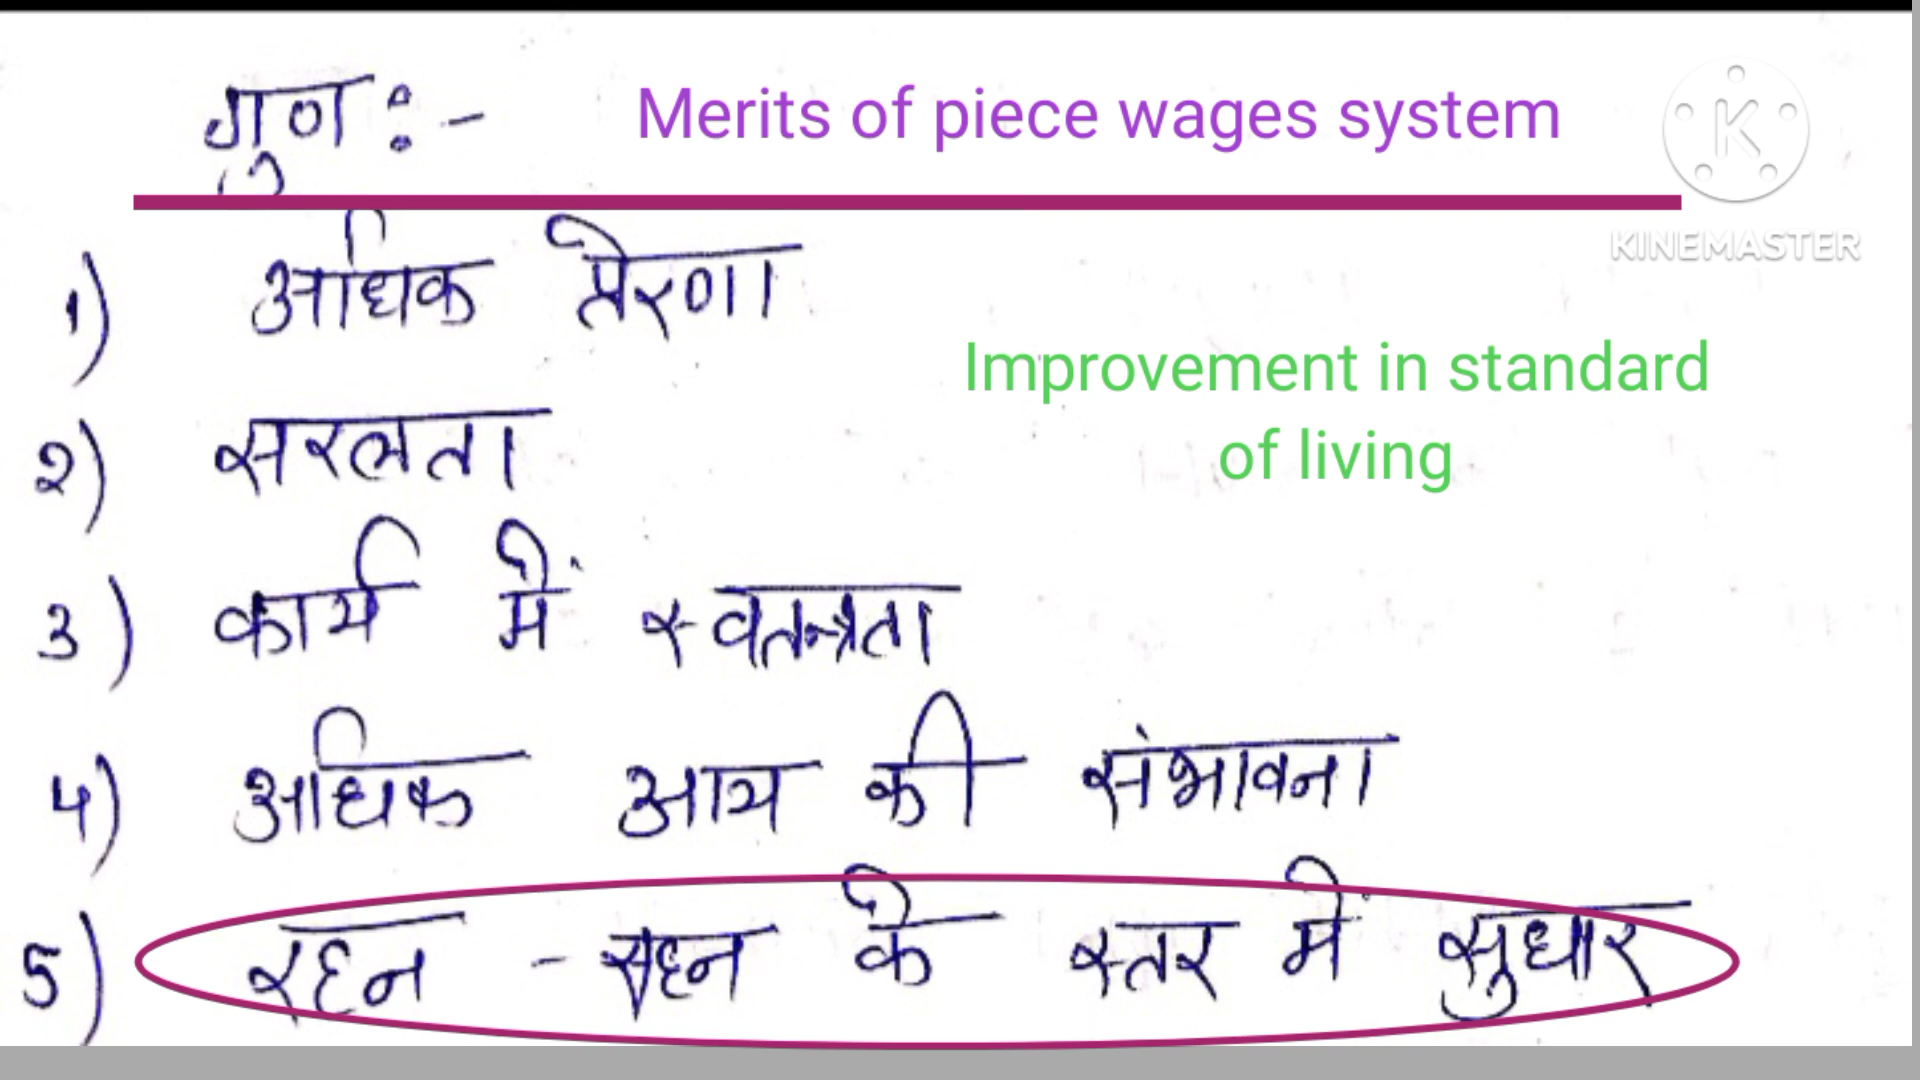 गुण :-
Merits of piece wages system
K
KINEMASTER
1) अधिक प्रेरणा
Improvement in standard
of living
2) सरलता
3) कार्य में स्वतन्त्रता
4) अधिक आय की संभावना
5) रहन - सहन के स्तर में सुधार